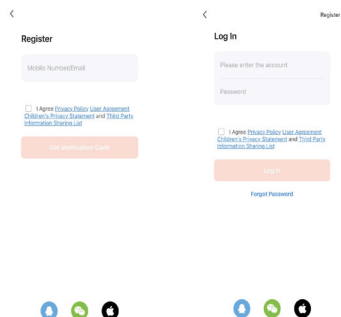 Register
Mobile Number/Email
I Agree Privacy Policy User Agreement
Children's Privacy Statement and Third Party
Information Sharing List
Get Verification Code
Register
Log In
Please enter the account
Password
I Agree Privacy Policy User Agreement
Children's Privacy Statement and Third Party
Information Sharing List
Log In
Forgot Password